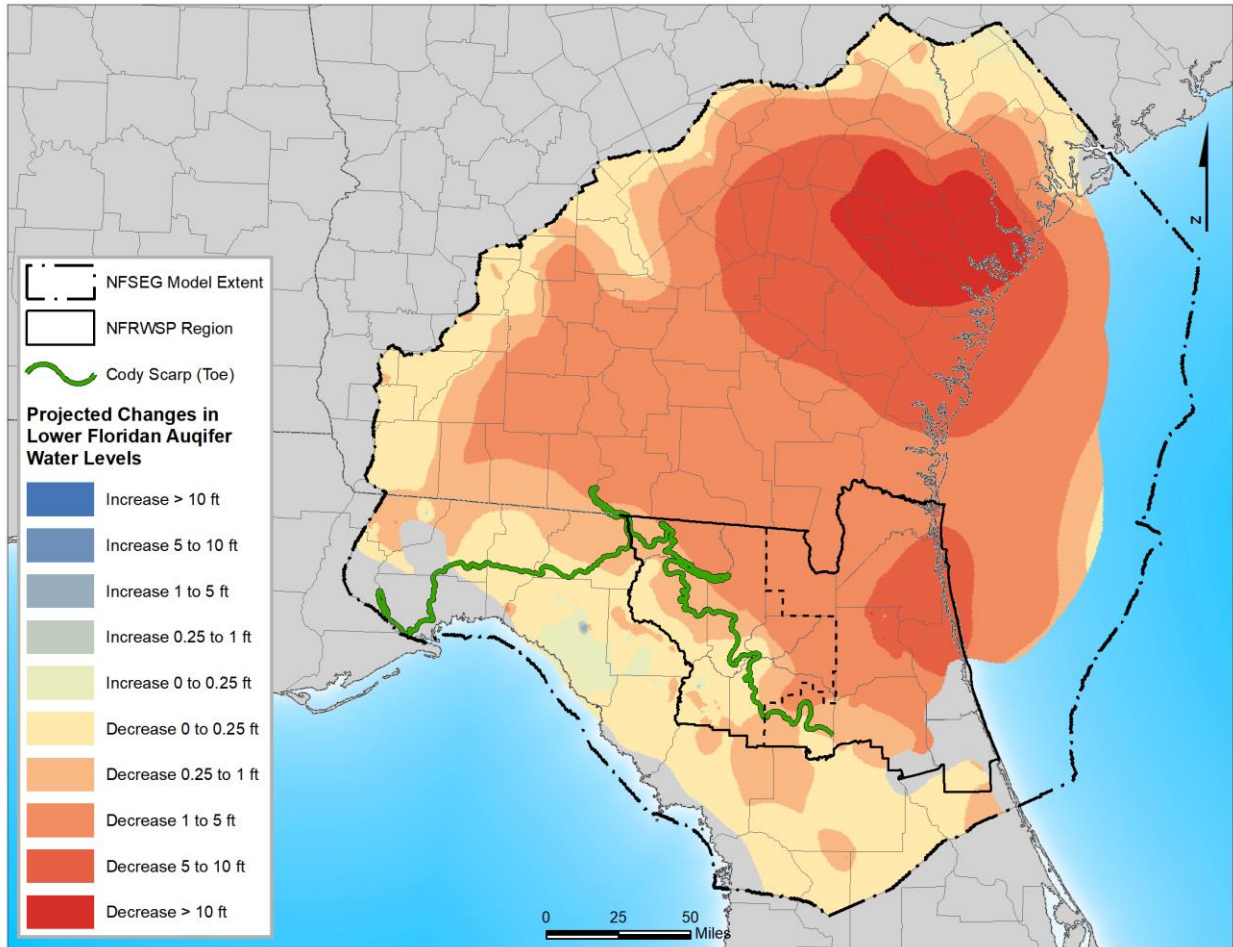 N
NFSEG Model Extent
NFRWSP Region
Cody Scarp (Toe)
Projected Changes in
Lower Floridan Auqifer
Water Levels
Increase > 10 ft
Increase 5 to 10 ft
Increase 1 to 5 ft
Increase 0.25 to 1 ft
Increase 0 to 0.25 ft
Decrease 0 to 0.25 ft
Decrease 0.25 to 1 ft
Decrease 1 to 5 ft
Decrease 5 to 10 ft
Decrease > 10 ft
0 25 50
Miles